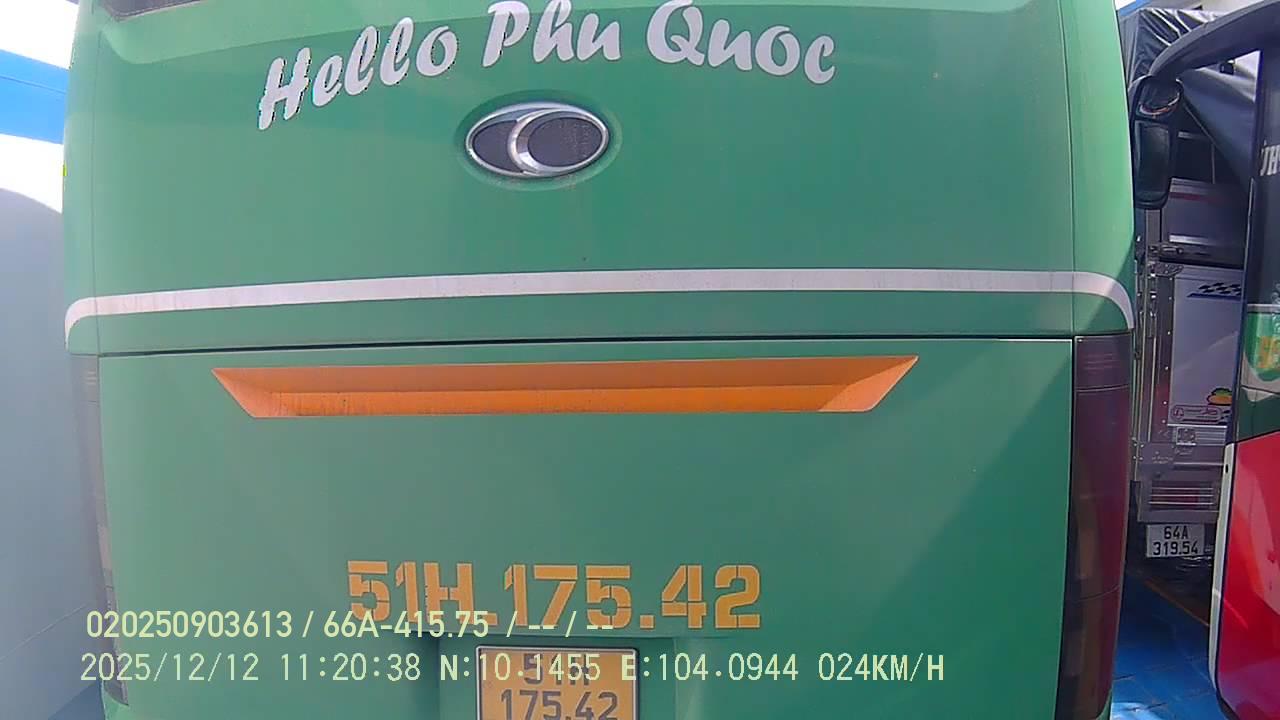 Hello Phu Quoc
51H.175.42
64A
319.54
020250903613 / 66A-415.75 / -- / --
2025/12/12 11:20:38 N:10.1455 E:104.0944 024KM/H
51H
175.42